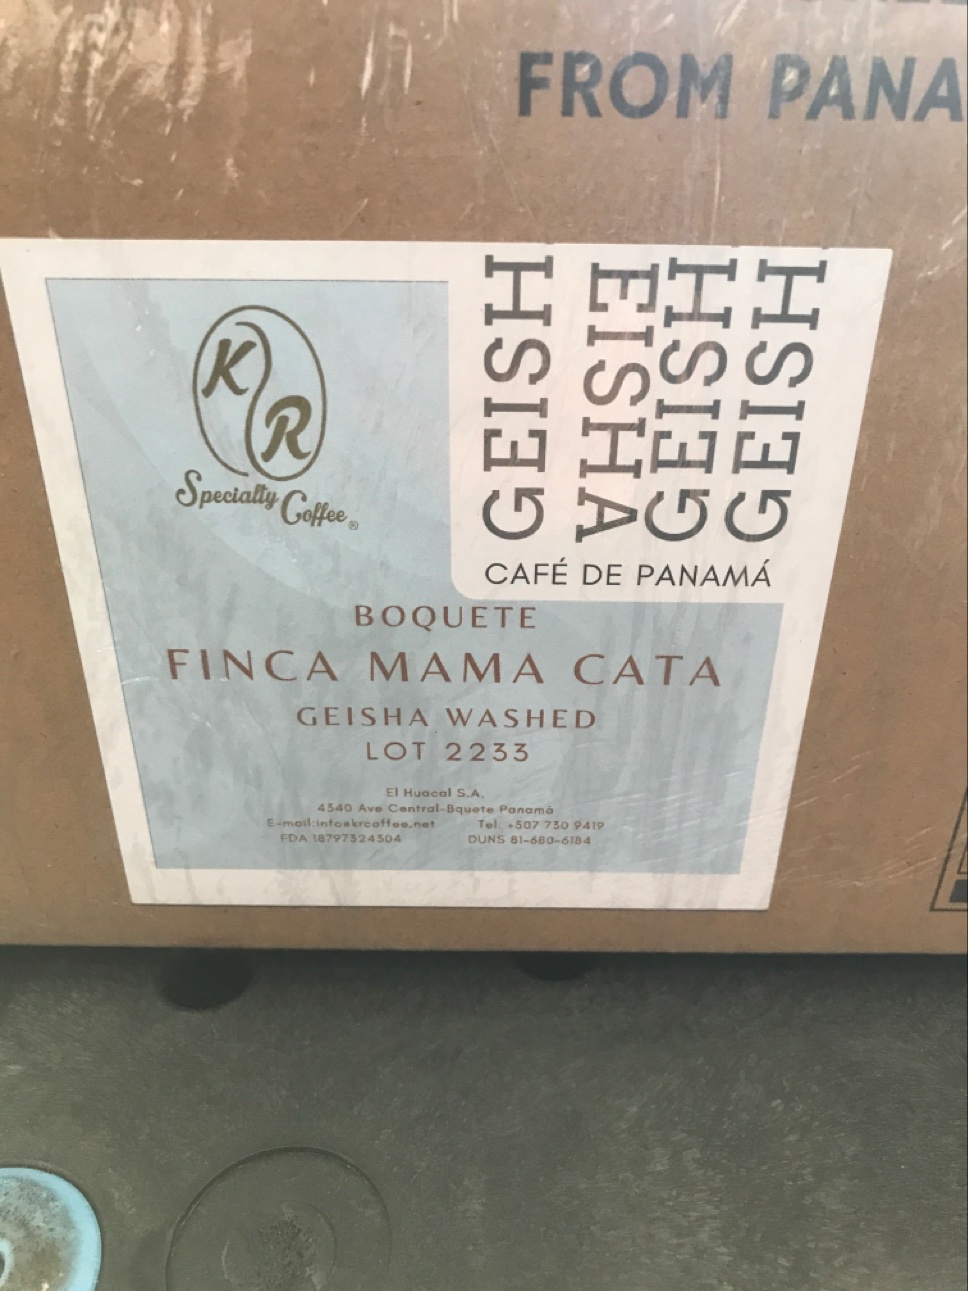 FROM PANA
K
R
Specialty Coffee®
GEISH
EISHA
GEISH
GEISH
CAFÉ DE PANAMÁ
BOQUETE
FINCA MAMA CATA
GEISHA WASHED
LOT 2233
El Huacal S.A.
4340 Ave Central-Bquete Panamá
E-mail:info@krcoffee.net Tel. +507 730 9419
FDA 18797324304 DUNS 81-680-6184